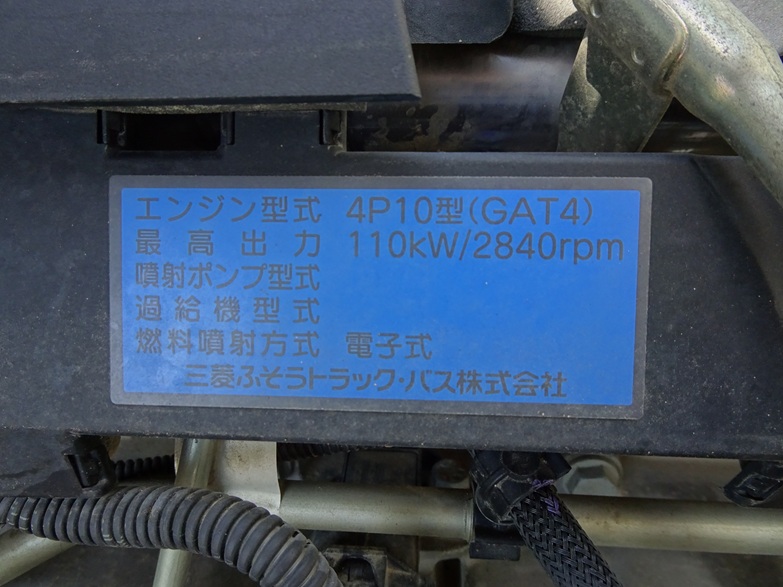 エンジン型式 4P10型(GAT4)
最高出力 110kW/2840rpm
噴射ポンプ型式
過給機型式
燃料噴射方式 電子式
三菱ふそうトラック・バス株式会社